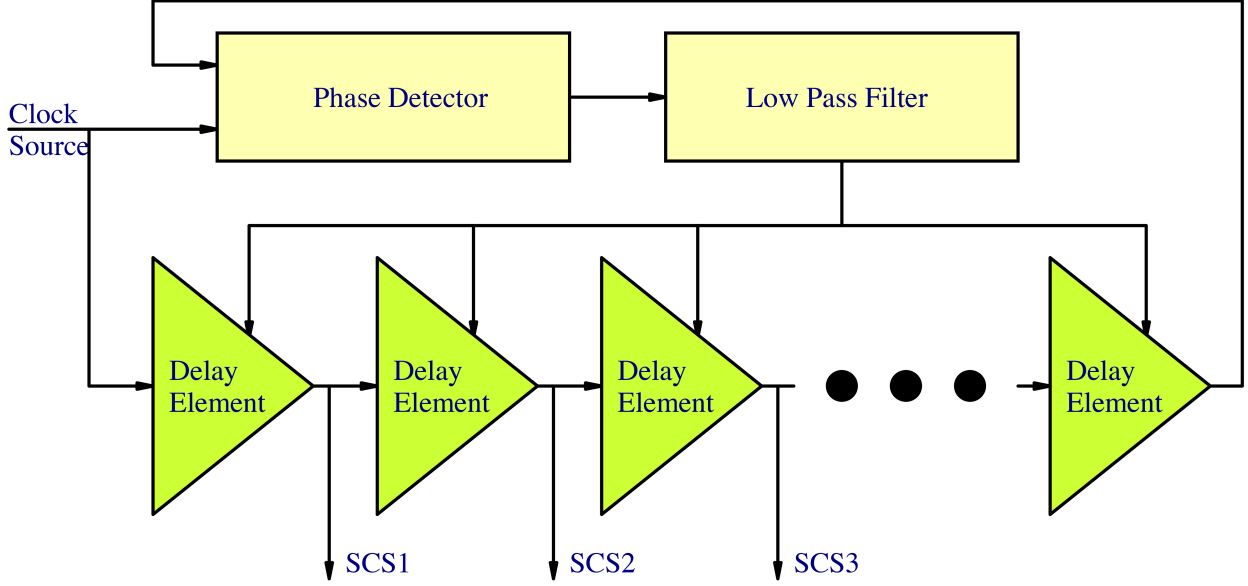 Phase Detector
Low Pass Filter
Clock
Source
Delay
Element
Delay
Element
Delay
Element
Delay
Element
SCS1
SCS2
SCS3